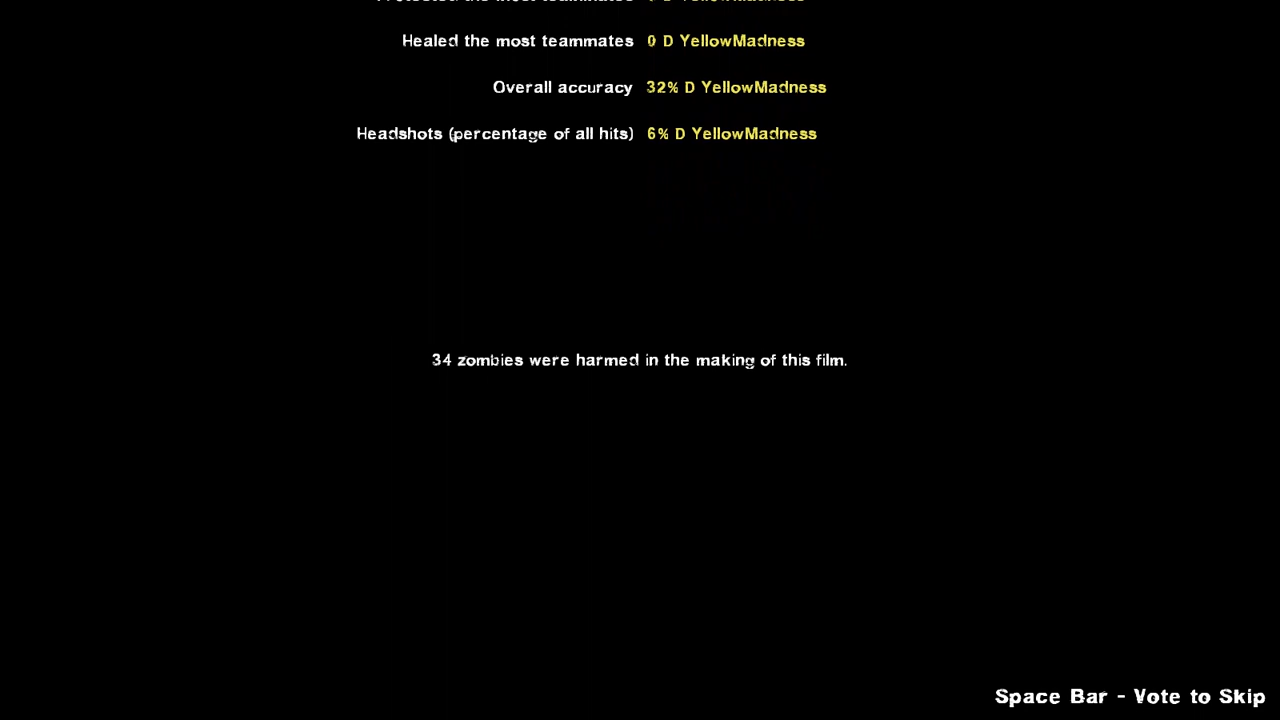 Healed the most teammates 0 D YellowMadness
Overall accuracy 32% D YellowMadness
Headshots (percentage of all hits) 6% D YellowMadness
34 zombies were harmed in the making of this film.
Space Bar - Vote to Skip